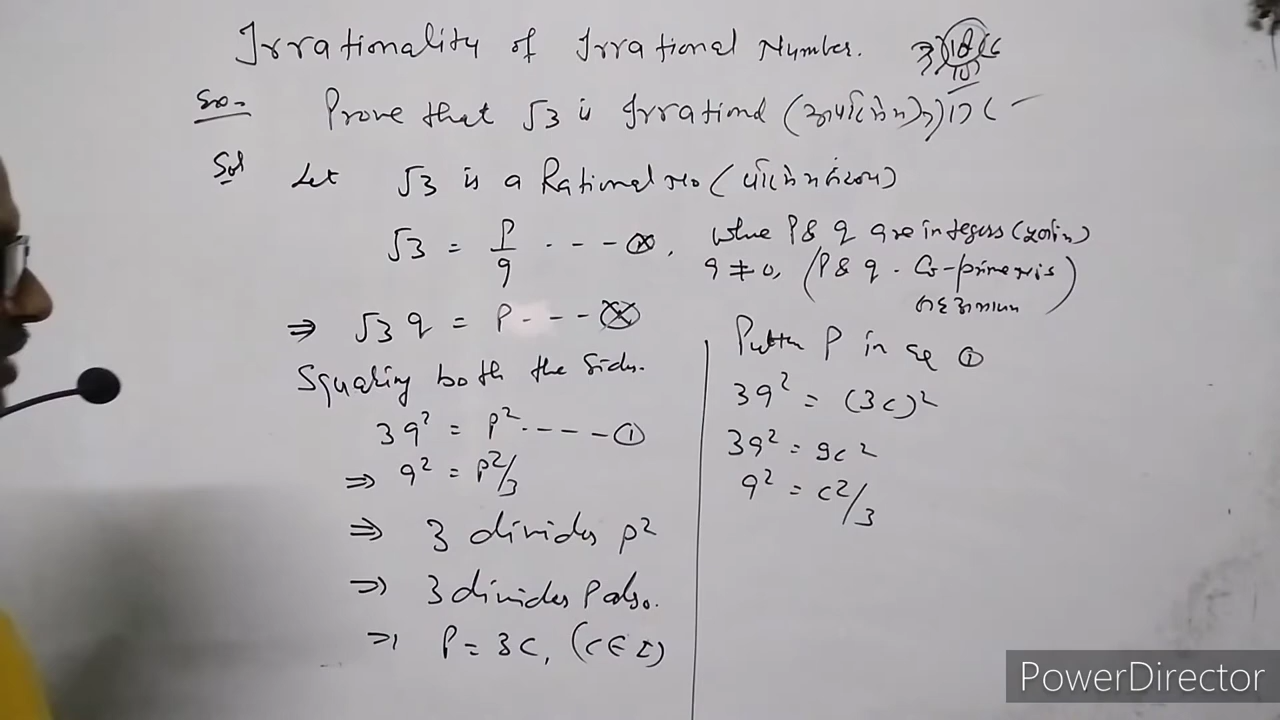 Irrationality of Irrational Number.
Prove that √3 is Irrational
Sol Let √3 is a Rational no
√3 = P/q - - - ⊗, where P & q are integers
q ≠ 0, (P & q - Co-prime
⇒ √3 q = P - - - ⊗
Squaring both the sides.
3q² = P² - - - - ①
⇒ q² = P²/3
⇒ 3 divides P²
⇒ 3 divides P also.
⇒ P = 3C, (C ∈ I)
P in eq ①
3q² = (3C)²
3q² = 9C²
q² = C²/3
PowerDirector